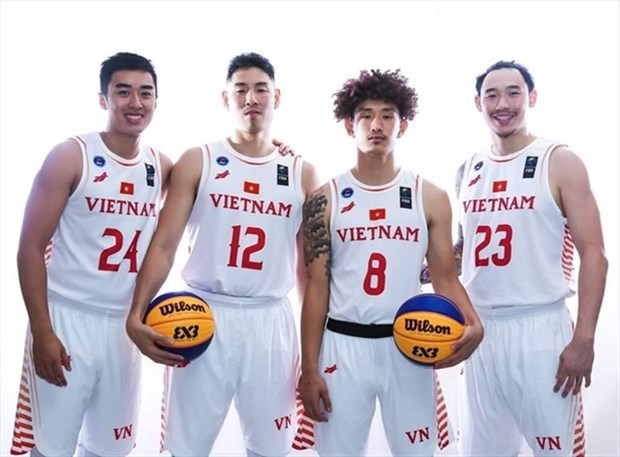 VIETNAM
24
VN
VIETNAM
12
VN
Wilson
3X3
VIETNAM
8
VN
Wilson
3X3
VIETNAM
23
VN